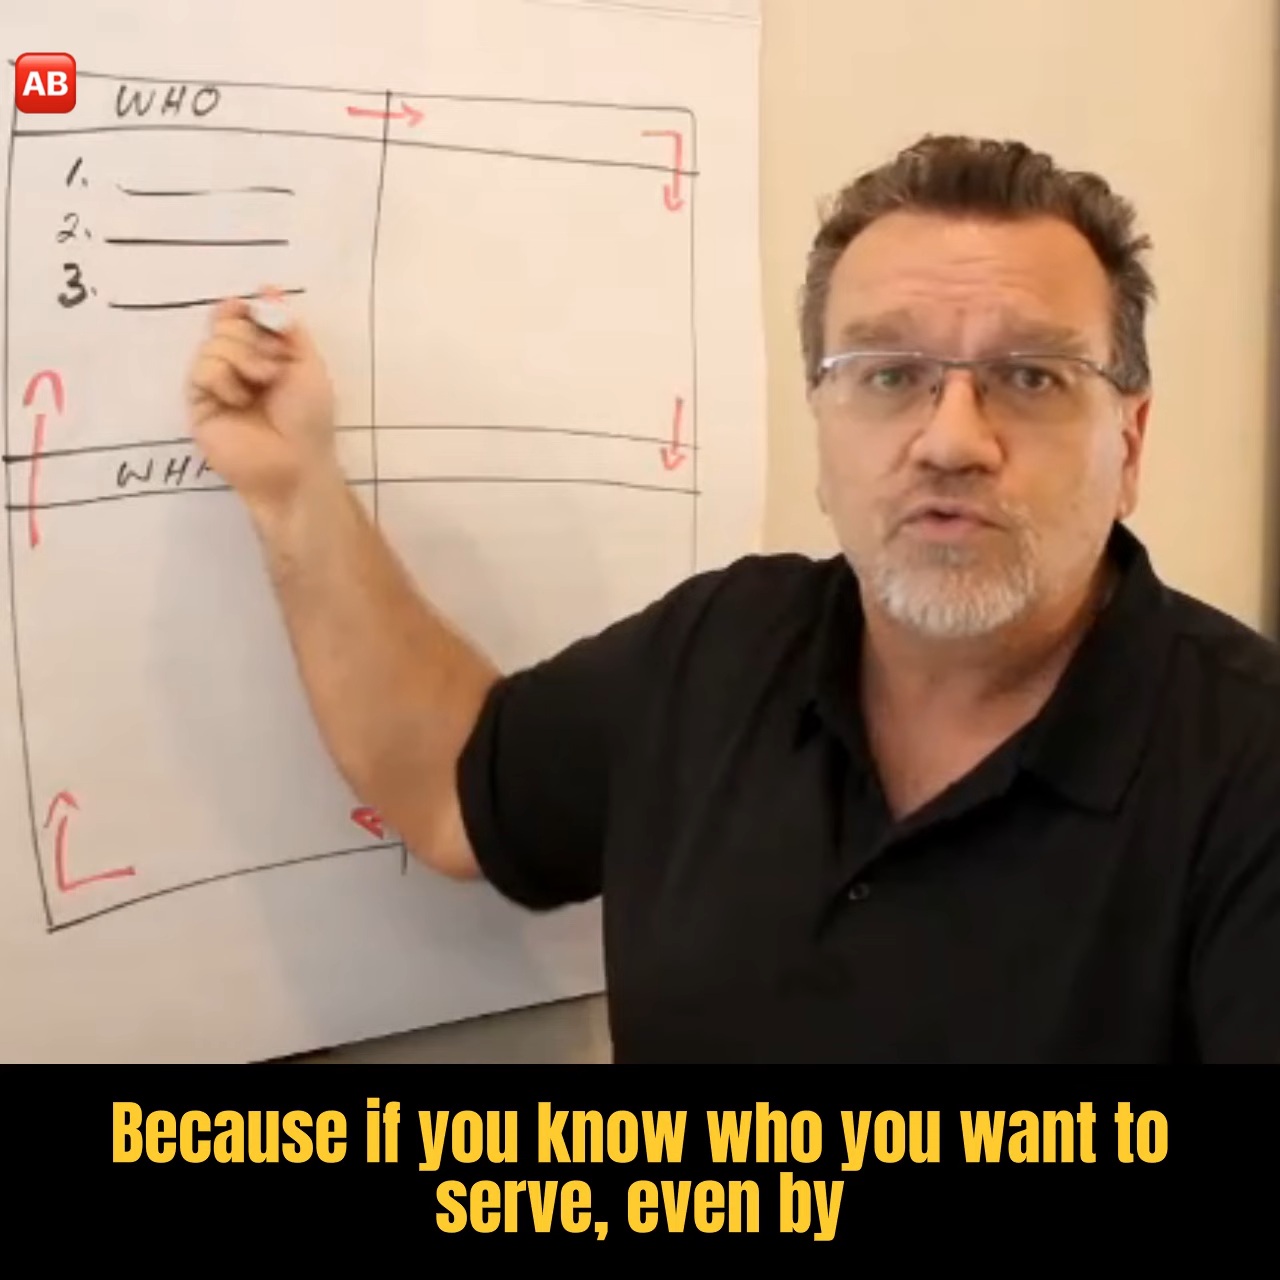 AB
WHO
1.
2.
3.
Because if you know who you want to
serve, even by